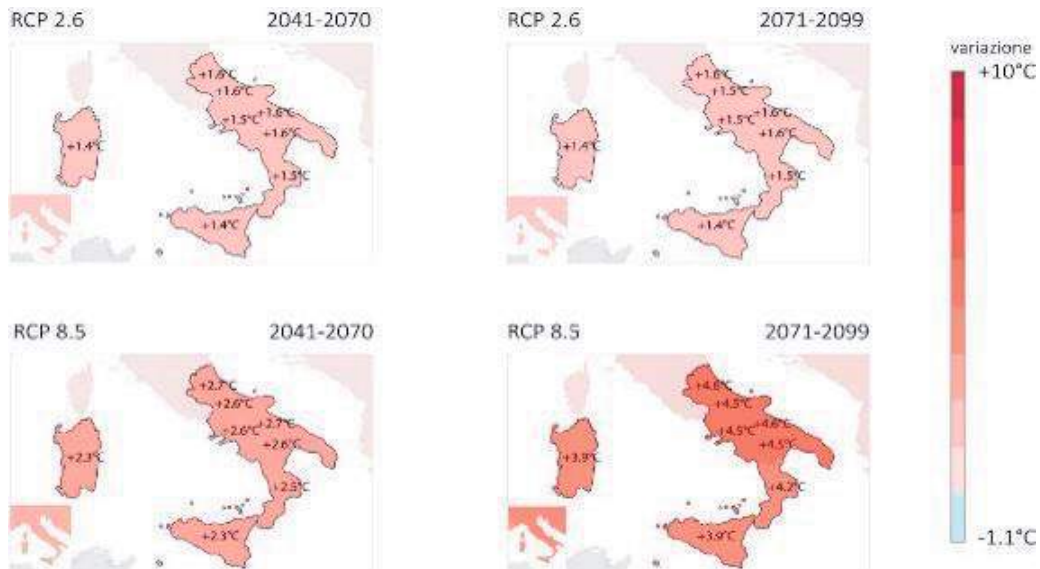 RCP 2.6 2041-2070
+1.6°C
+1.6°C
+1.6°C
+1.5°C
+1.6°C
+1.4°C
+1.5°C
+1.4°C
RCP 2.6 2071-2099
+1.6°C
+1.5°C
+1.6°C
+1.5°C
+1.6°C
+1.4°C
+1.5°C
+1.4°C
variazione
+10°C
-1.1°C
RCP 8.5 2041-2070
+2.7°C
+2.6°C
+2.7°C
+2.6°C
+2.6°C
+2.3°C
+2.5°C
+2.3°C
RCP 8.5 2071-2099
+4.6°C
+4.5°C
+4.6°C
+4.5°C
+4.5°C
+3.9°C
+4.2°C
+3.9°C